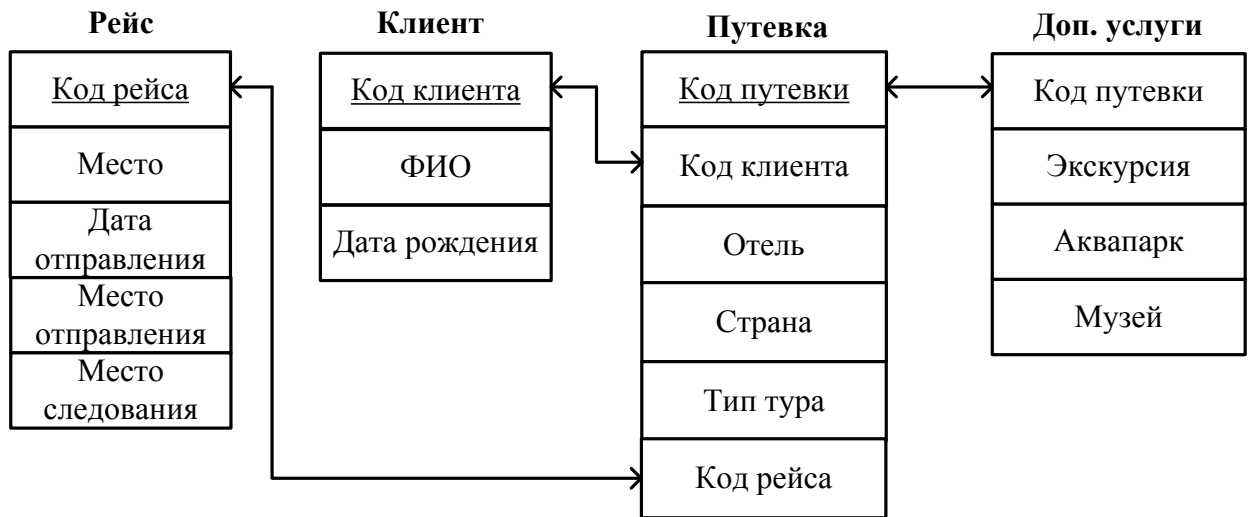 Рейс
Код рейса
Место
Дата
отправления
Место
отправления
Место
следования
Клиент
Код клиента
ФИО
Дата рождения
Путевка
Код путевки
Код клиента
Отель
Страна
Тип тура
Код рейса
Доп. услуги
Код путевки
Экскурсия
Аквапарк
Музей